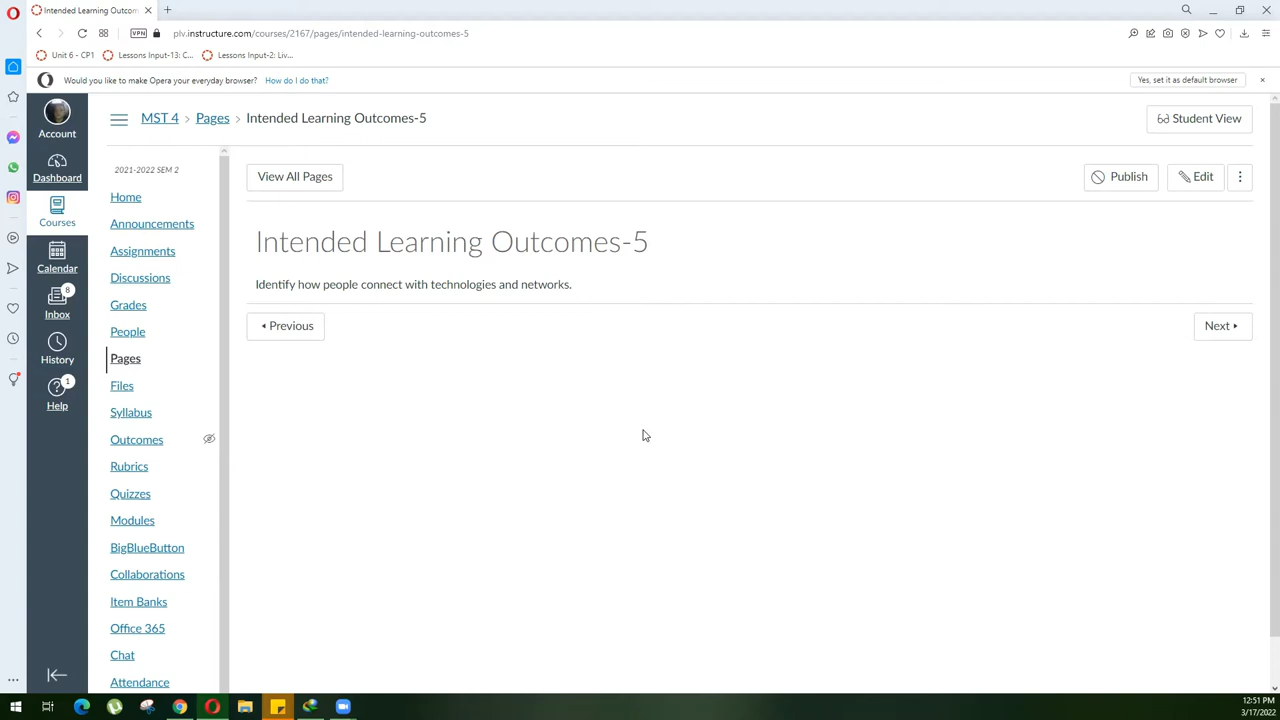 Intended Learning Outcom
plv.instructure.com/courses/2167/pages/intended-learning-outcomes-5
VPN
Unit 6 - CP1
Lessons Input-13: C...
Lessons Input-2: Liv...
Would you like to make Opera your everyday browser? How do I do that?
Yes, set it as default browser
Account
Dashboard
Courses
Calendar
8
Inbox
History
1
Help
MST 4 > Pages > Intended Learning Outcomes-5
Student View
2021-2022 SEM 2
Home
Announcements
Assignments
Discussions
Grades
People
Pages
Files
Syllabus
Outcomes
Rubrics
Quizzes
Modules
BigBlueButton
Collaborations
Item Banks
Office 365
Chat
Attendance
View All Pages
Publish
Edit
Intended Learning Outcomes-5
Identify how people connect with technologies and networks.
Previous
Next
12:51 PM
3/17/2022